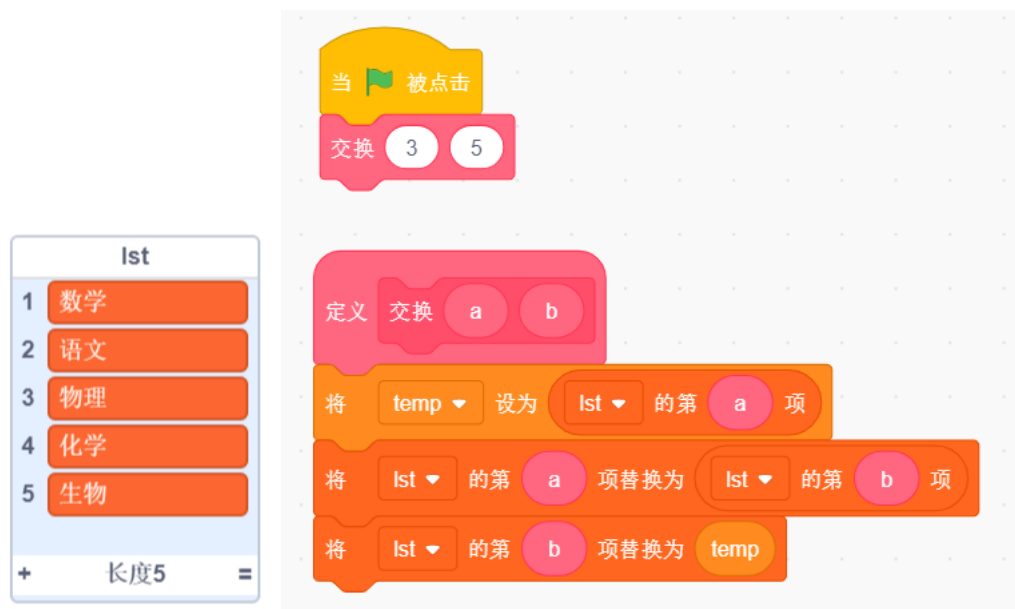 lst
1 数学
2 语文
3 物理
4 化学
5 生物
+ 长度5 =
当 被点击
交换 3 5
定义 交换 a b
将 temp 设为 lst 的第 a 项
将 lst 的第 a 项替换为 lst 的第 b 项
将 lst 的第 b 项替换为 temp